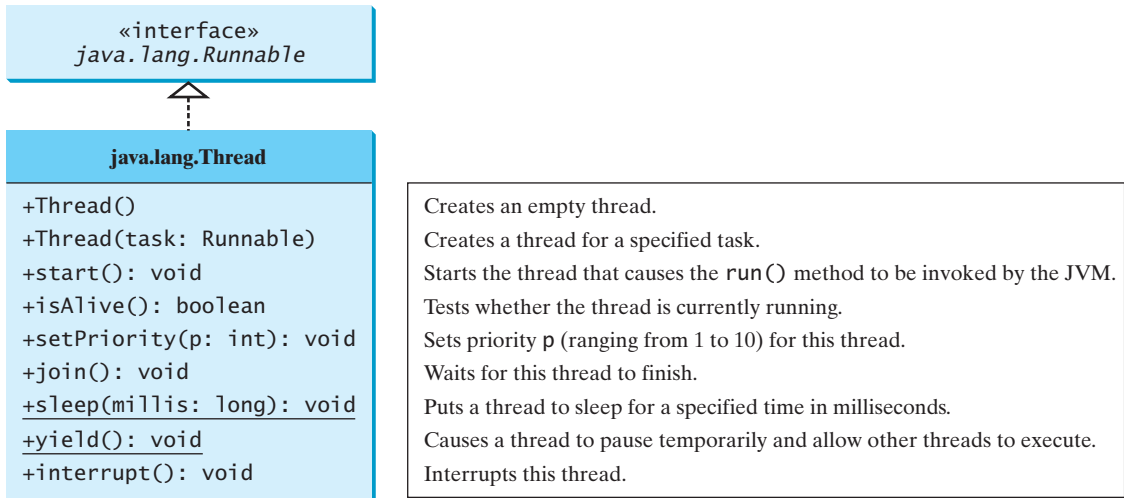 «interface»
java.lang.Runnable
java.lang.Thread
+Thread()
+Thread(task: Runnable)
+start(): void
+isAlive(): boolean
+setPriority(p: int): void
+join(): void
+sleep(millis: long): void
+yield(): void
+interrupt(): void
Creates an empty thread.
Creates a thread for a specified task.
Starts the thread that causes the run() method to be invoked by the JVM.
Tests whether the thread is currently running.
Sets priority p (ranging from 1 to 10) for this thread.
Waits for this thread to finish.
Puts a thread to sleep for a specified time in milliseconds.
Causes a thread to pause temporarily and allow other threads to execute.
Interrupts this thread.